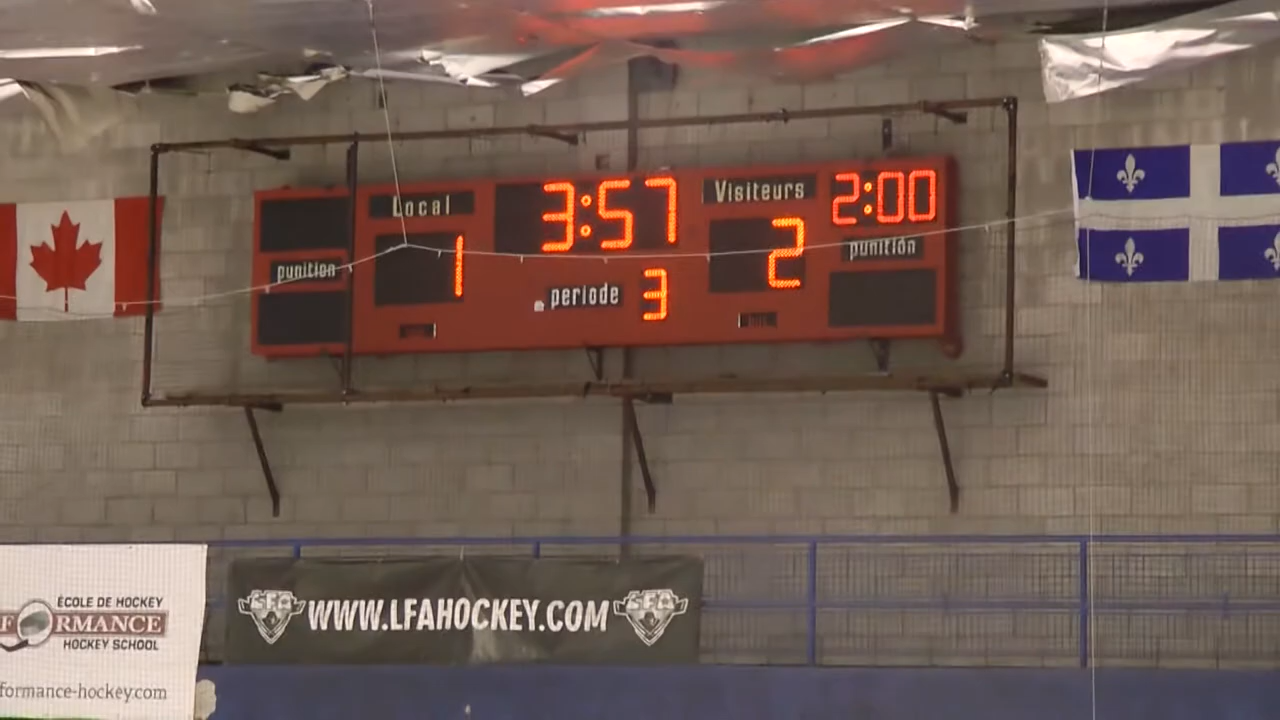 Local
3:57
Visiteurs
2:00
punition
1
2
punition
periode
3
ÉCOLE DE HOCKEY
RMANCE
HOCKEY SCHOOL
formance-hockey.com
WWW.LFAHOCKEY.COM